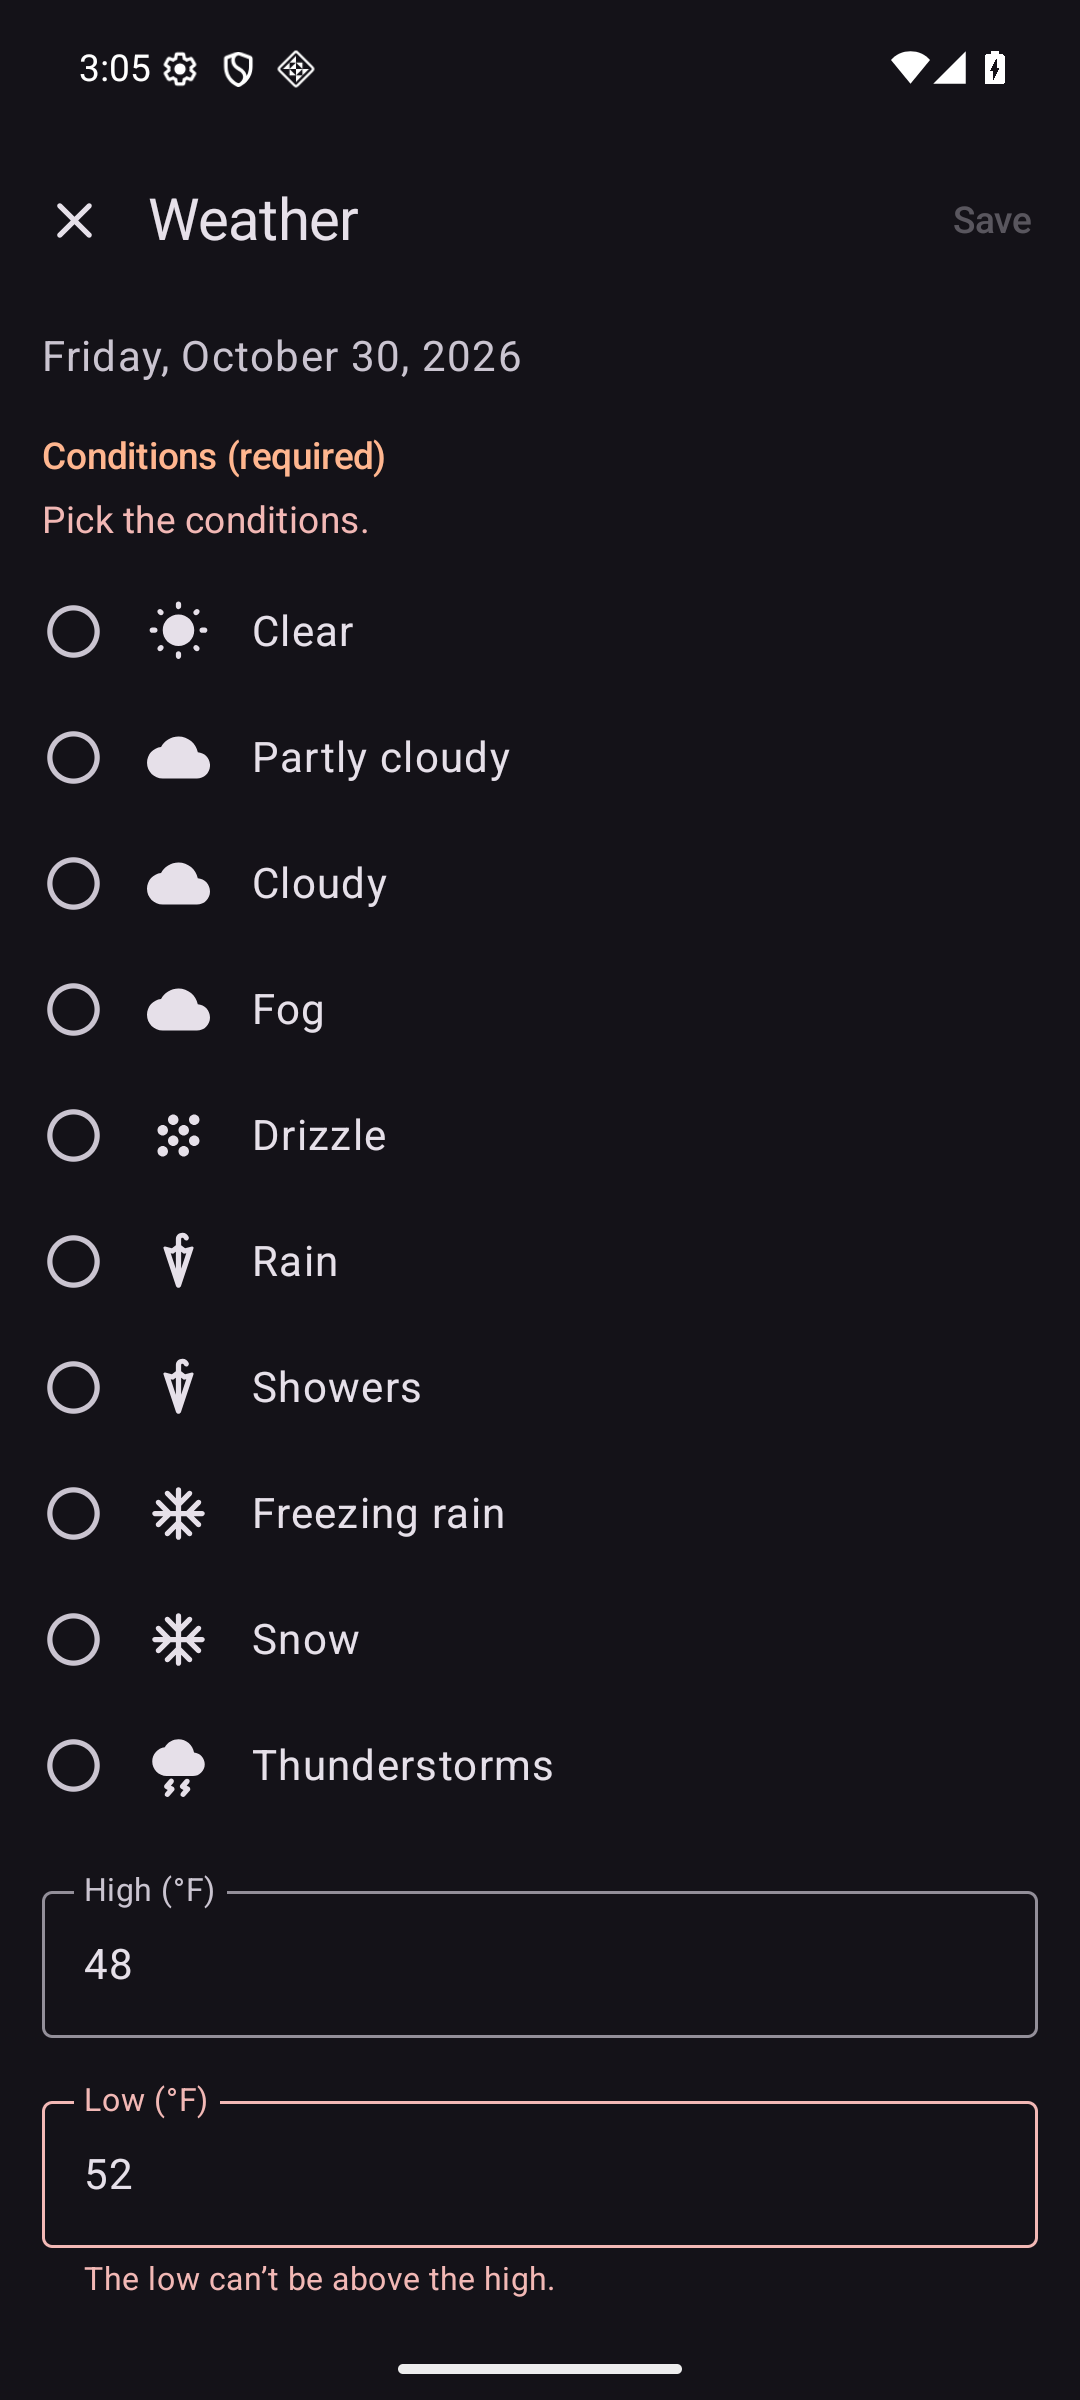 3:05
Weather
Save
Friday, October 30, 2026
Conditions (required)
Pick the conditions.
Clear
Partly cloudy
Cloudy
Fog
Drizzle
Rain
Showers
Freezing rain
Snow
Thunderstorms
High (°F)
48
Low (°F)
52
The low can’t be above the high.